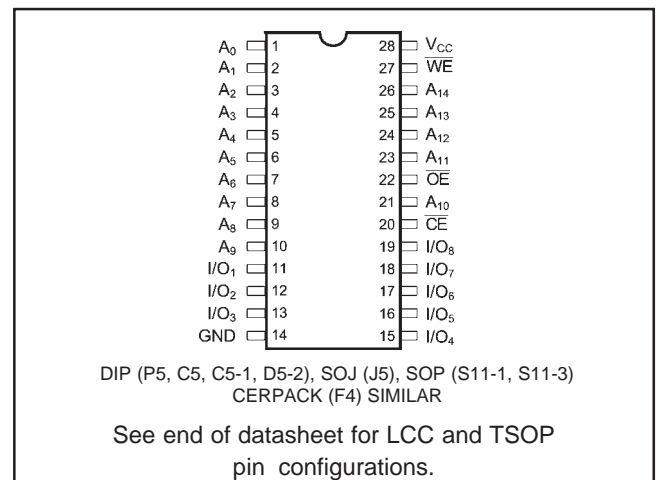 A0 1 28 VCC
A1 2 27 WE
A2 3 26 A14
A3 4 25 A13
A4 5 24 A12
A5 6 23 A11
A6 7 22 OE
A7 8 21 A10
A8 9 20 CE
A9 10 19 I/O8
I/O1 11 18 I/O7
I/O2 12 17 I/O6
I/O3 13 16 I/O5
GND 14 15 I/O4
DIP (P5, C5, C5-1, D5-2), SOJ (J5), SOP (S11-1, S11-3)
CERPACK (F4) SIMILAR
See end of datasheet for LCC and TSOP
pin configurations.